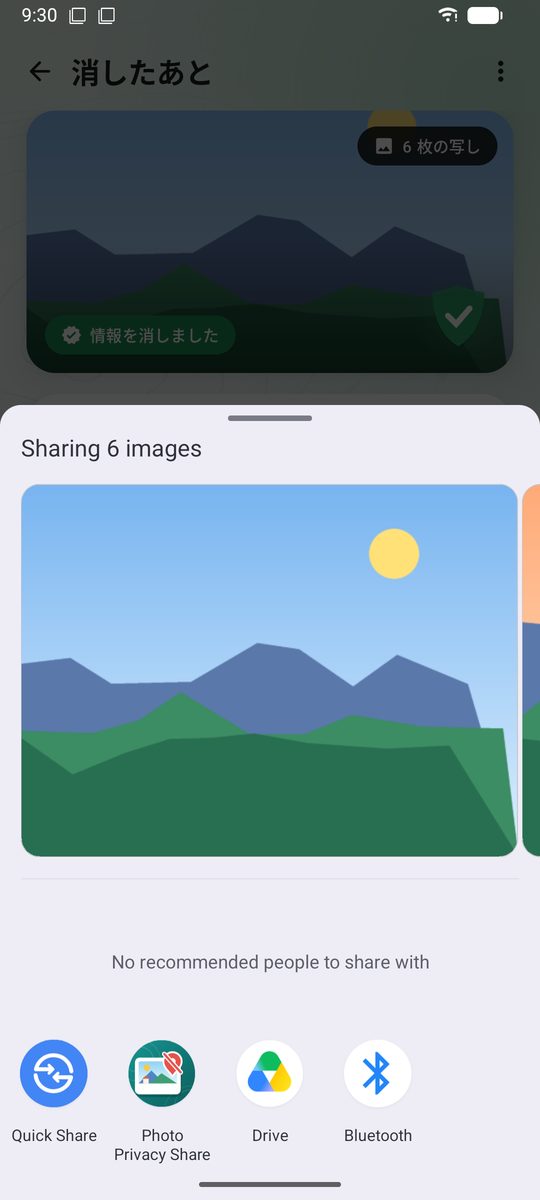 9:30
消したあと
6 枚の写し
情報を消しました
Sharing 6 images
No recommended people to share with
Quick Share
Photo
Privacy Share
Drive
Bluetooth